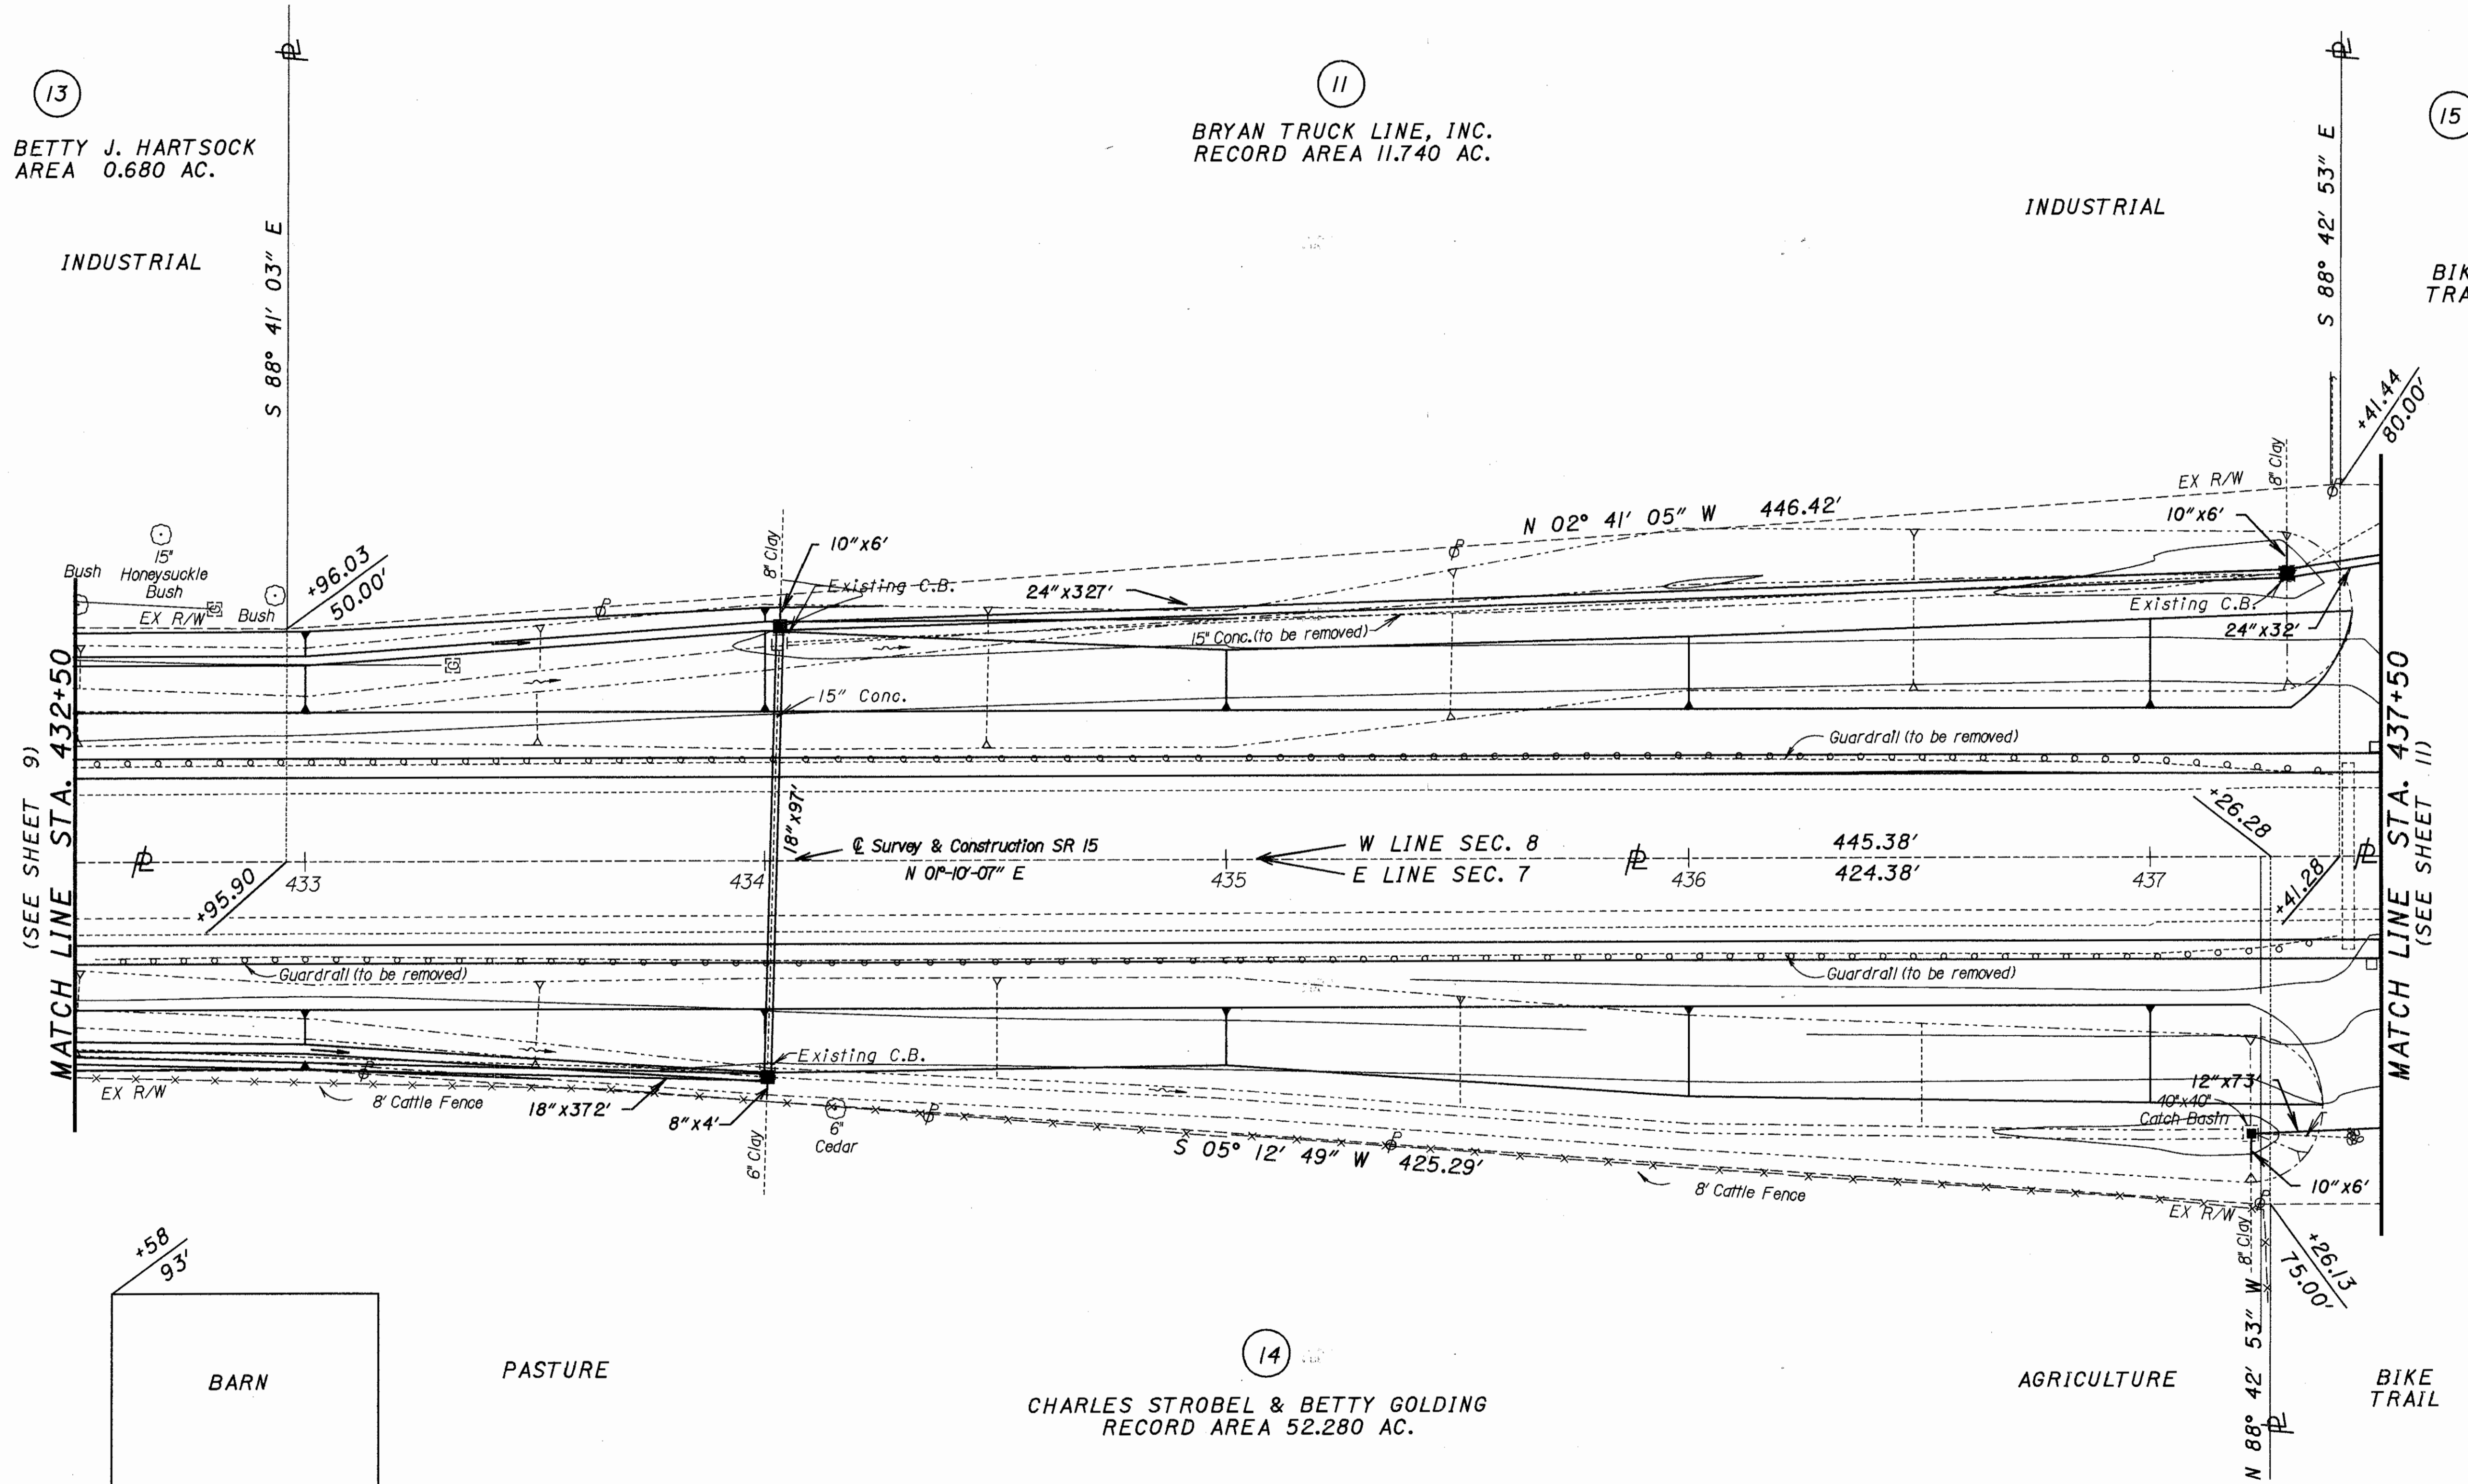 13
BETTY J. HARTSOCK
AREA 0.680 AC.
INDUSTRIAL
S 88° 41' 03" E
PL
11
BRYAN TRUCK LINE, INC.
RECORD AREA 11.740 AC.
INDUSTRIAL
PL
S 88° 42' 53" E
15
BIK
TRA
+41.44
80.00'
8" Clay
EX R/W
10"x6'
N 02° 41' 05" W 446.42'
15"
Honeysuckle
Bush
Bush
EX R/W
Bush
+96.03
50.00'
8" Clay
10"x6'
Existing C.B.
24"x327'
15" Conc.(to be removed)
Existing C.B.
24"x32'
G
G
15" Conc.
Guardrail (to be removed)
(SEE SHEET 9)
MATCH LINE STA. 432+50
MATCH LINE STA. 437+50
(SEE SHEET 11)
18"x97'
℄ Survey & Construction SR 15
N 01°-10'-07" E
W LINE SEC. 8
E LINE SEC. 7
PL
PL
PL
445.38'
424.38'
+26.28
+41.28
+95.90
433
434
435
436
437
Guardrail (to be removed)
Guardrail (to be removed)
Existing C.B.
EX R/W
8' Cattle Fence
18"x372'
8"x4'
6" Clay
6"
Cedar
S 05° 12' 49" W 425.29'
8' Cattle Fence
12"x73'
40"x40"
Catch Basin
10"x6'
EX R/W
8" Clay
+26.13
75.00'
N 88° 42' 53" W
PL
+58
93'
BARN
PASTURE
14
CHARLES STROBEL & BETTY GOLDING
RECORD AREA 52.280 AC.
AGRICULTURE
BIKE
TRAIL